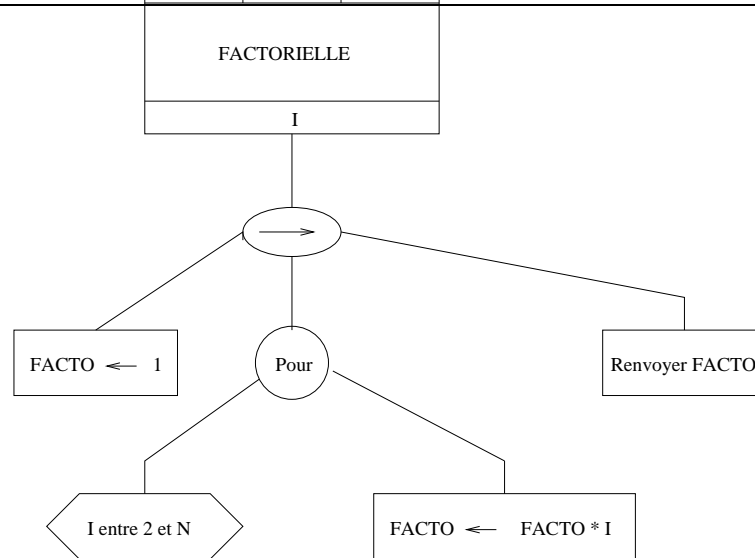 FACTORIELLE
I
FACTO ← 1
Pour
Renvoyer FACTO
I entre 2 et N
FACTO ← FACTO * I